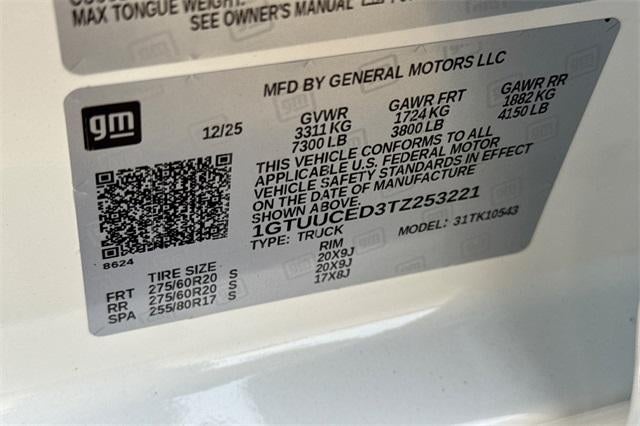 MAX TONGUE WEIGHT:
SEE OWNER'S MANUAL
MFD BY GENERAL MOTORS LLC
gm
12/25
GVWR
3311 KG
7300 LB
GAWR FRT
1724 KG
3800 LB
GAWR RR
1882 KG
4150 LB
THIS VEHICLE CONFORMS TO ALL
APPLICABLE U.S. FEDERAL MOTOR
VEHICLE SAFETY STANDARDS IN EFFECT
ON THE DATE OF MANUFACTURE
SHOWN ABOVE.
1GTUUCED3TZ253221
TYPE: TRUCK
MODEL: 31TK10543
8624
TIRE SIZE
RIM
FRT 275/60R20 S 20X9J
RR 275/60R20 S 20X9J
SPA 255/80R17 S 17X8J